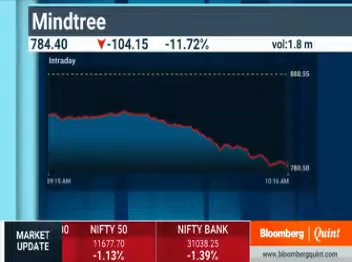 Mindtree
784.40 ▼-104.15 -11.72% vol:1.8 m
Intraday
888.55
780.50
09:15 AM 10:16 AM
MARKET UPDATE
NIFTY 50
11677.70
-1.13%
NIFTY BANK
31038.25
-1.39%
Bloomberg | Quint
www.bloombergquint.com